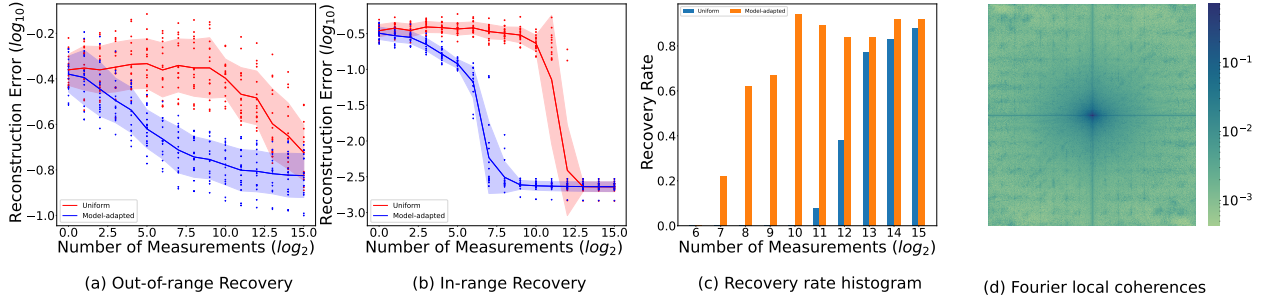 Reconstruction Error (log10)
−0.2
−0.4
−0.6
−0.8
−1.0
Uniform
Model-adapted
0.0 2.5 5.0 7.5 10.0 12.5 15.0
Number of Measurements (log2)
(a) Out-of-range Recovery
Reconstruction Error (log10)
−0.5
−1.0
−1.5
−2.0
−2.5
−3.0
Uniform
Model-adapted
0.0 2.5 5.0 7.5 10.0 12.5 15.0
Number of Measurements (log2)
(b) In-range Recovery
Recovery Rate
Uniform Model-adapted
0.8
0.6
0.4
0.2
0.0
6 7 8 9 10 11 12 13 14 15
Number of Measurements (log2)
(c) Recovery rate histogram
10−1
10−2
10−3
(d) Fourier local coherences